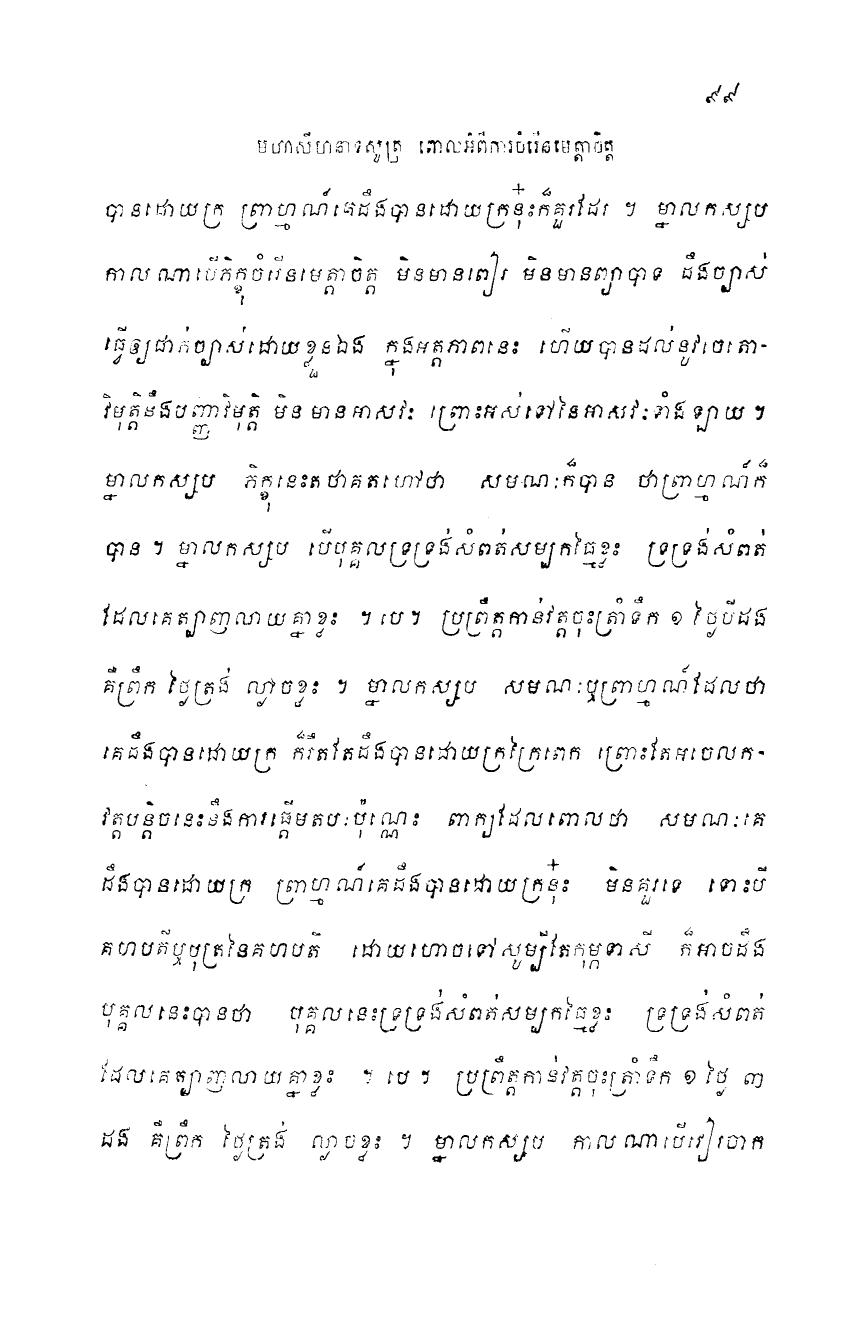 ៩៩
មហាសីហនាទសូត្រ ពោលអំពីការចំរើនមេត្តាចិត្ត
បានដោយក្រ ព្រាហ្មណ៍គេដឹងបានដោយក្រនុ៎ះក៏គួរដែរ ។ ម្នាលកស្សប
កាលណាបើភិក្ខុចំរើនមេត្តាចិត្ត មិនមានពៀរ មិនមានព្យាបាទ ដឹងច្បាស់
ធ្វើឲ្យជាក់ច្បាស់ដោយខ្លួនឯង ក្នុងអត្តភាពនេះ ហើយបានដល់នូវចេតោ-
វិមុត្តិនឹងបញ្ញាវិមុត្តិ មិនមានអាសវៈ ព្រោះអស់ទៅនៃអាសវៈទាំងឡាយ ។
ម្នាលកស្សប ភិក្ខុនេះតថាគតហៅថា សមណៈក៏បាន ថាព្រាហ្មណ៍ក៏
បាន ។ ម្នាលកស្សប បើបុគ្គលទ្រទ្រង់សំពត់សម្បកធ្មៃខ្លះ ទ្រទ្រង់សំពត់
ដែលគេត្បាញលាយគ្នាខ្លះ ។ បេ ។ ប្រព្រឹត្តកាន់វត្តចុះត្រាំទឹក ១ ថ្ងៃបីដង
គឺព្រឹក ថ្ងៃត្រង់ ល្ងាចខ្លះ ។ ម្នាលកស្សប សមណៈឬព្រាហ្មណ៍ដែលថា
គេដឹងបានដោយក្រ ក៏រឹតតែដឹងបានដោយក្រក្រៃពេក ព្រោះតែអចេលក-
វត្តបន្តិចនេះនឹងការផ្តើមតបៈប៉ុណ្ណេះ ពាក្យដែលពោលថា សមណៈគេ
ដឹងបានដោយក្រ ព្រាហ្មណ៍គេដឹងបានដោយក្រនុ៎ះ មិនគួរទេ ទោះបី
គហបតីឬបុត្រនៃគហបតី ដោយហោចទៅសូម្បីតែកុម្ភទាសី ក៏អាចដឹង
បុគ្គលនេះបានថា បុគ្គលនេះទ្រទ្រង់សំពត់សម្បកធ្មៃខ្លះ ទ្រទ្រង់សំពត់
ដែលគេត្បាញលាយគ្នាខ្លះ ។ បេ ។ ប្រព្រឹត្តកាន់វត្តចុះត្រាំទឹក ១ ថ្ងៃ ៣
ដង គឺព្រឹក ថ្ងៃត្រង់ ល្ងាចខ្លះ ។ ម្នាលកស្សប កាលណាបើវៀរចាក